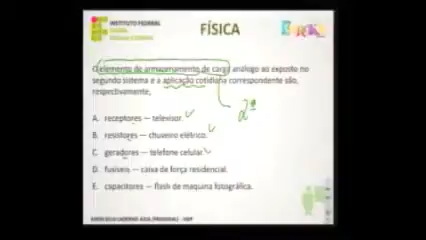 INSTITUTO FEDERAL
FÍSICA
O elemento de armazenamento de carga análogo ao exposto no
segundo sistema e a aplicação cotidiana correspondente são,
respectivamente,
2ª
A. receptores — televisor.
B. resistores — chuveiro elétrico.
C. geradores — telefone celular.
D. fusíveis — caixa de força residencial.
E. capacitores — flash de máquina fotográfica.